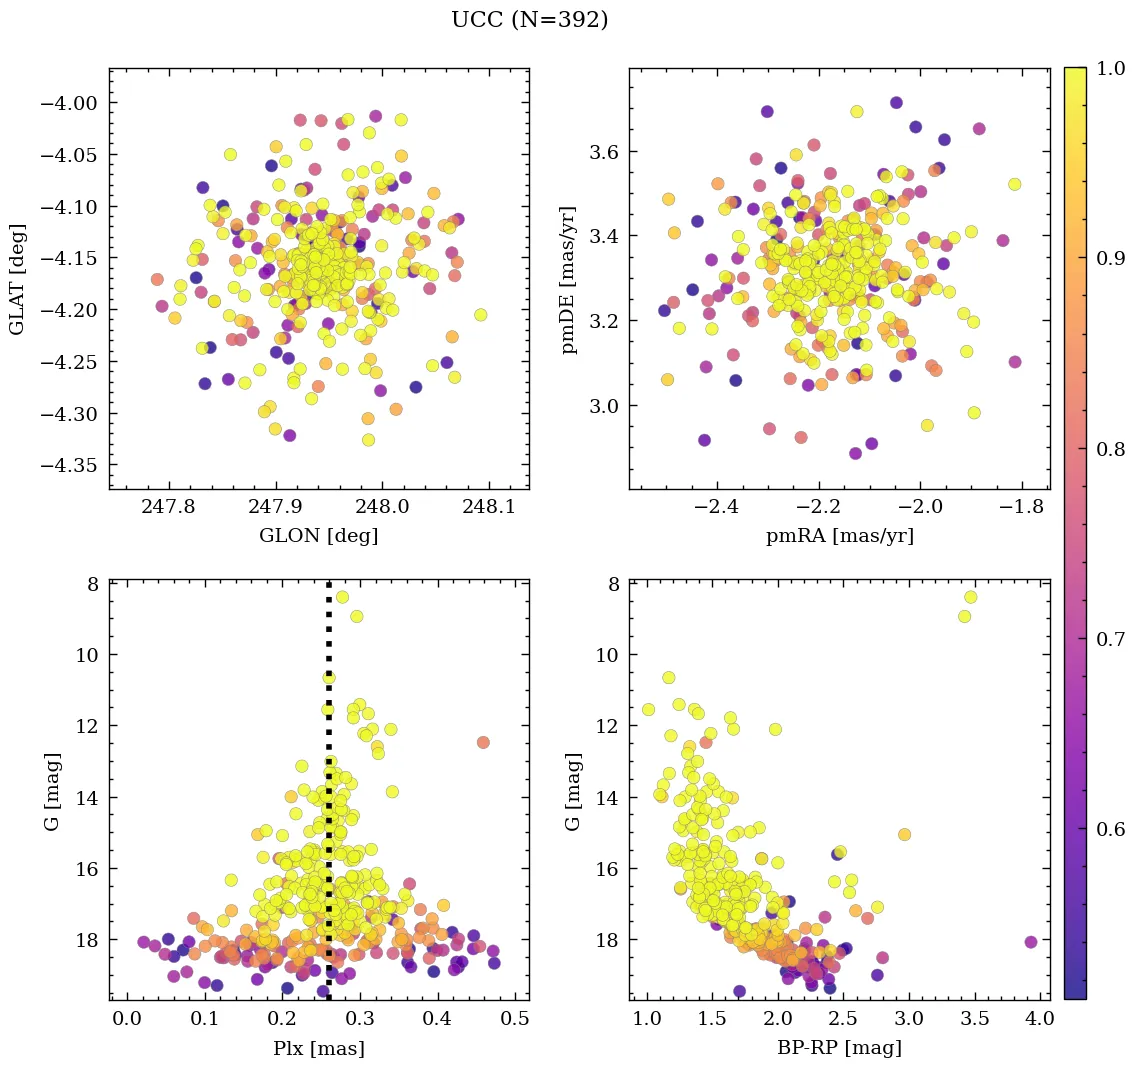 UCC (N=392)
−4.00
−4.05
−4.10
−4.15
−4.20
−4.25
−4.30
−4.35
GLAT [deg]
247.8 247.9 248.0 248.1
GLON [deg]
3.6
3.4
3.2
3.0
pmDE [mas/yr]
−2.4 −2.2 −2.0 −1.8
pmRA [mas/yr]
8
10
12
14
16
18
G [mag]
0.0 0.1 0.2 0.3 0.4 0.5
Plx [mas]
8
10
12
14
16
18
G [mag]
1.0 1.5 2.0 2.5 3.0 3.5 4.0
BP-RP [mag]
1.0
0.9
0.8
0.7
0.6